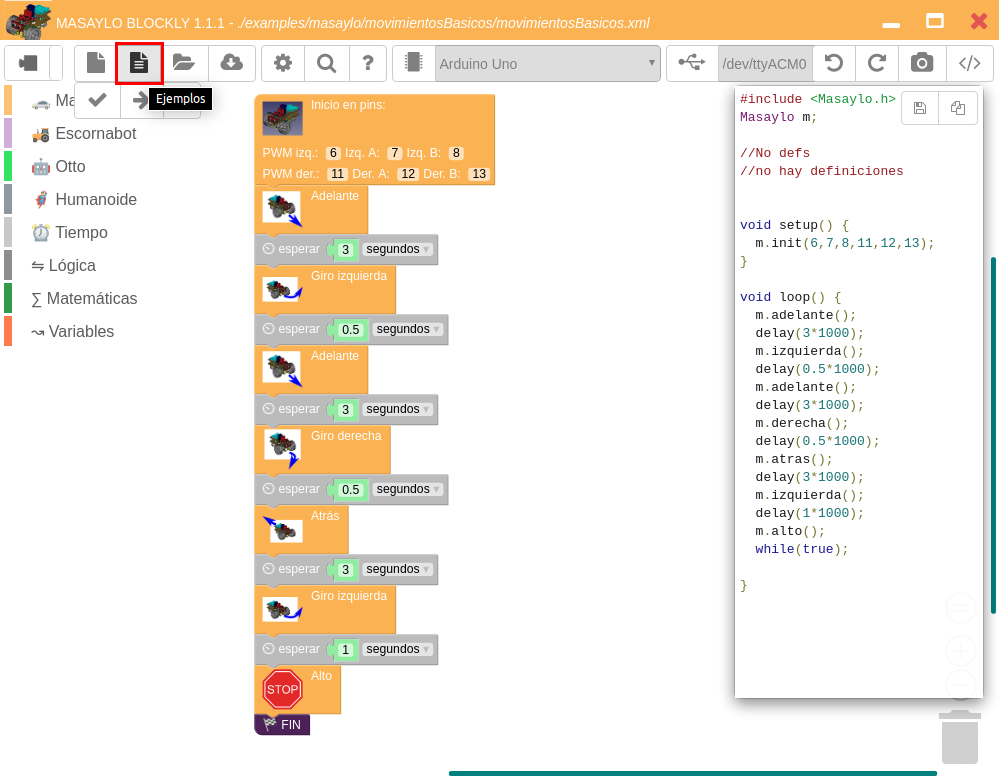 MASAYLO BLOCKLY 1.1.1 - ./examples/masaylo/movimientosBasicos/movimientosBasicos.xml
?
Arduino Uno
/dev/ttyACM0
</>
Ma
Ejemplos
Escornabot
Otto
Humanoide
Tiempo
Lógica
∑ Matemáticas
Variables
Inicio en pins:
PWM izq.: 6 Izq. A: 7 Izq. B: 8
PWM der.: 11 Der. A: 12 Der. B: 13
Adelante
esperar 3 segundos
Giro izquierda
esperar 0.5 segundos
Adelante
esperar 3 segundos
Giro derecha
esperar 0.5 segundos
Atrás
esperar 3 segundos
Giro izquierda
esperar 1 segundos
STOP Alto
FIN
#include <Masaylo.h>
Masaylo m;
//No defs
//no hay definiciones
void setup() {
m.init(6,7,8,11,12,13);
}
void loop() {
m.adelante();
delay(3*1000);
m.izquierda();
delay(0.5*1000);
m.adelante();
delay(3*1000);
m.derecha();
delay(0.5*1000);
m.atras();
delay(3*1000);
m.izquierda();
delay(1*1000);
m.alto();
while(true);
}